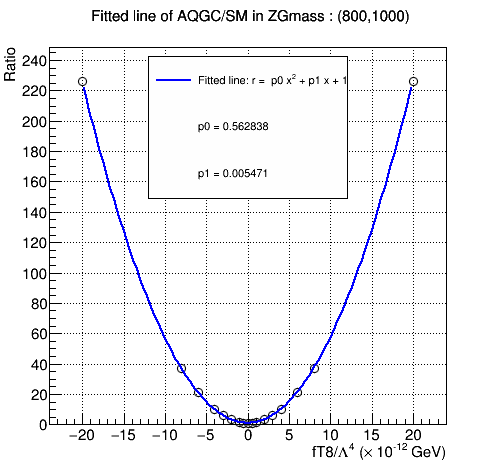 Fitted line of AQGC/SM in ZGmass : (800,1000)
Ratio
240
220
200
180
160
140
120
100
80
60
40
20
0
Fitted line: r = p0 x² + p1 x + 1
p0 = 0.562838
p1 = 0.005471
−20 −15 −10 −5 0 5 10 15 20
fT8/Λ⁴ (× 10⁻¹² GeV)